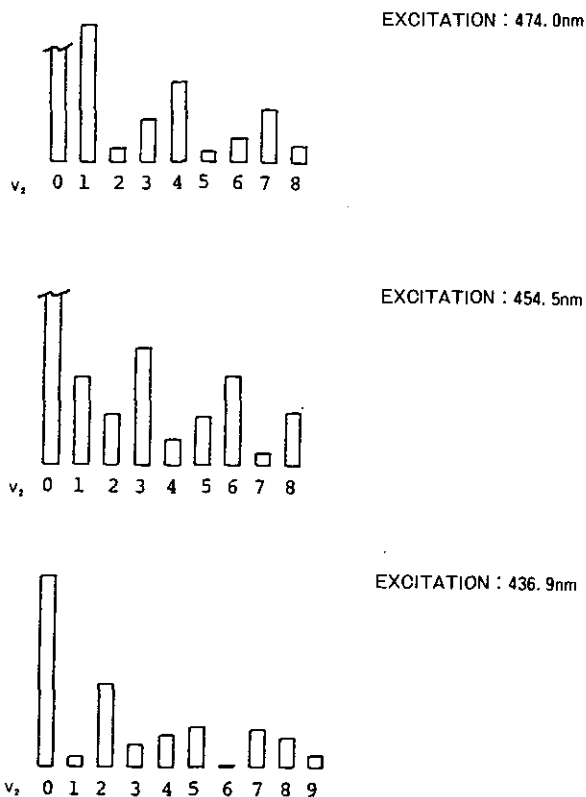 EXCITATION : 474.0nm
v₂ 0 1 2 3 4 5 6 7 8
EXCITATION : 454.5nm
v₂ 0 1 2 3 4 5 6 7 8
EXCITATION : 436.9nm
v₂ 0 1 2 3 4 5 6 7 8 9